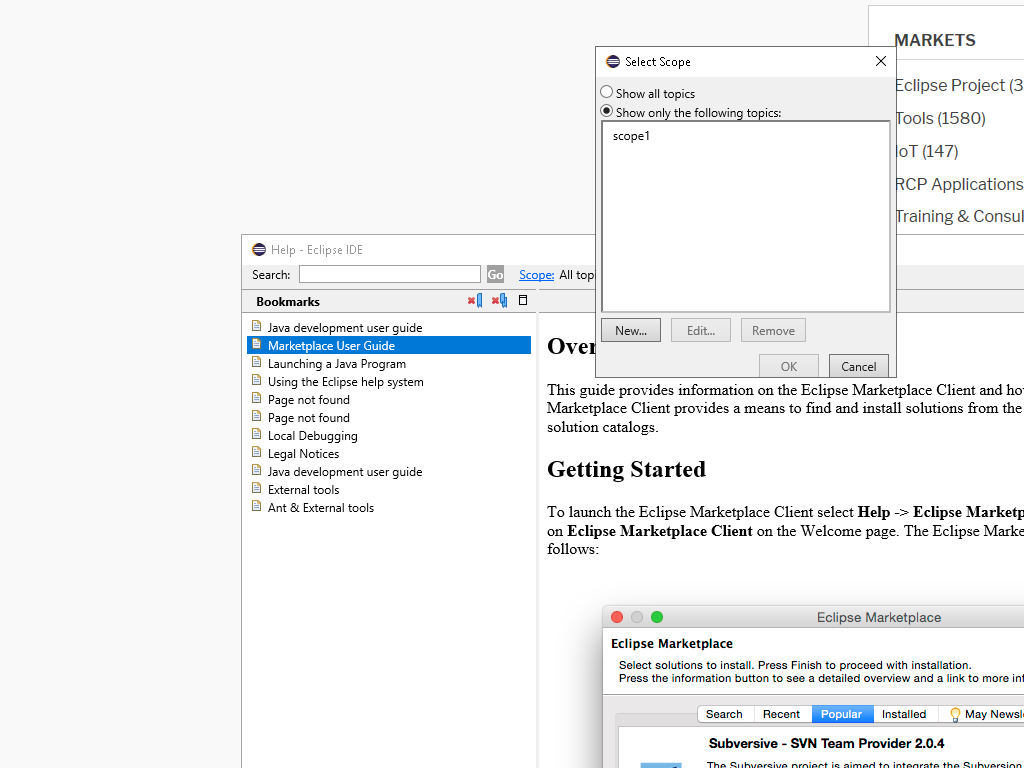 MARKETS
Eclipse Project (3
Tools (1580)
IoT (147)
RCP Applications
Training & Consul
Select Scope
Show all topics
Show only the following topics:
scope1
New...
Edit...
Remove
OK
Cancel
Help - Eclipse IDE
Search:
Go
Scope:
All topi
Bookmarks
Java development user guide
Marketplace User Guide
Launching a Java Program
Using the Eclipse help system
Page not found
Page not found
Local Debugging
Legal Notices
Java development user guide
External tools
Ant & External tools
Over
This guide provides information on the Eclipse Marketplace Client and ho
Marketplace Client provides a means to find and install solutions from the
solution catalogs.
Getting Started
To launch the Eclipse Marketplace Client select Help -> Eclipse Marketp
on Eclipse Marketplace Client on the Welcome page. The Eclipse Marke
follows:
Eclipse Marketplace
Eclipse Marketplace
Select solutions to install. Press Finish to proceed with installation.
Press the information button to see a detailed overview and a link to more inf
Search
Recent
Popular
Installed
May Newsle
Subversive - SVN Team Provider 2.0.4
The Subversive project is aimed to integrate the Subversion